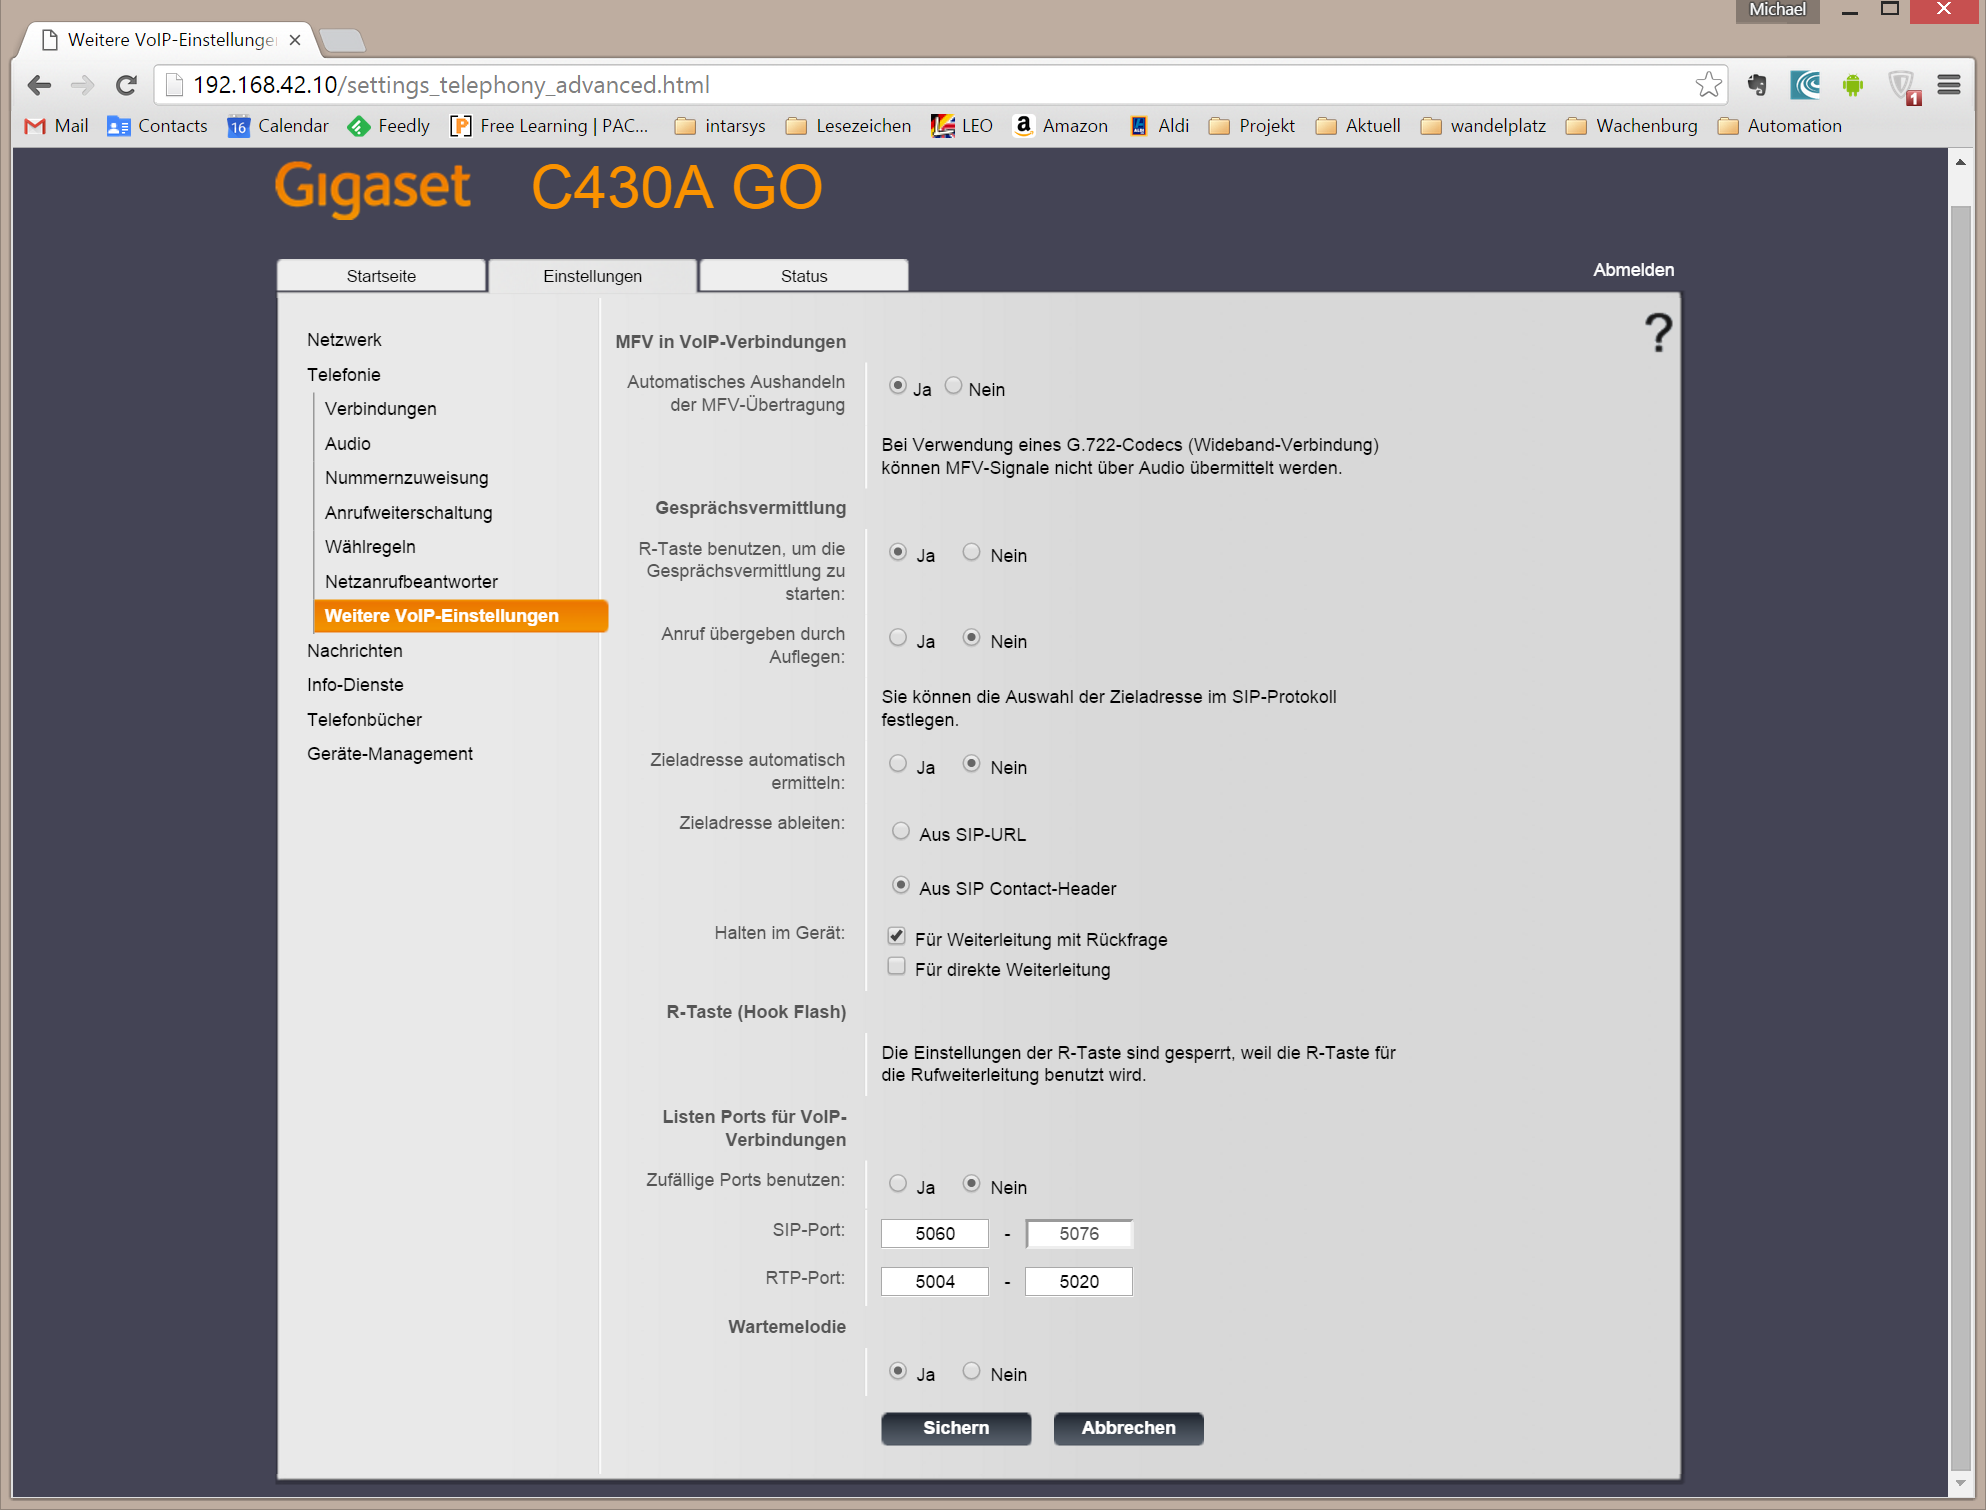 Michael
Weitere VoIP-Einstellunge
192.168.42.10/settings_telephony_advanced.html
Mail Contacts 16 Calendar Feedly Free Learning | PAC... intarsys Lesezeichen LEO Amazon Aldi Projekt Aktuell wandelplatz Wachenburg Automation
1
Gigaset C430A GO
Startseite Einstellungen Status Abmelden
?
Netzwerk
Telefonie
Verbindungen
Audio
Nummernzuweisung
Anrufweiterschaltung
Wählregeln
Netzanrufbeantworter
Weitere VoIP-Einstellungen
Nachrichten
Info-Dienste
Telefonbücher
Geräte-Management
MFV in VoIP-Verbindungen
Automatisches Aushandeln
der MFV-Übertragung
Ja Nein
Bei Verwendung eines G.722-Codecs (Wideband-Verbindung)
können MFV-Signale nicht über Audio übermittelt werden.
Gesprächsvermittlung
R-Taste benutzen, um die
Gesprächsvermittlung zu
starten:
Ja Nein
Anruf übergeben durch
Auflegen:
Ja Nein
Sie können die Auswahl der Zieladresse im SIP-Protokoll
festlegen.
Zieladresse automatisch
ermitteln:
Ja Nein
Zieladresse ableiten:
Aus SIP-URL
Aus SIP Contact-Header
Halten im Gerät:
Für Weiterleitung mit Rückfrage
Für direkte Weiterleitung
R-Taste (Hook Flash)
Die Einstellungen der R-Taste sind gesperrt, weil die R-Taste für
die Rufweiterleitung benutzt wird.
Listen Ports für VoIP-
Verbindungen
Zufällige Ports benutzen:
Ja Nein
SIP-Port: 5060 - 5076
RTP-Port: 5004 - 5020
Wartemelodie
Ja Nein
Sichern Abbrechen